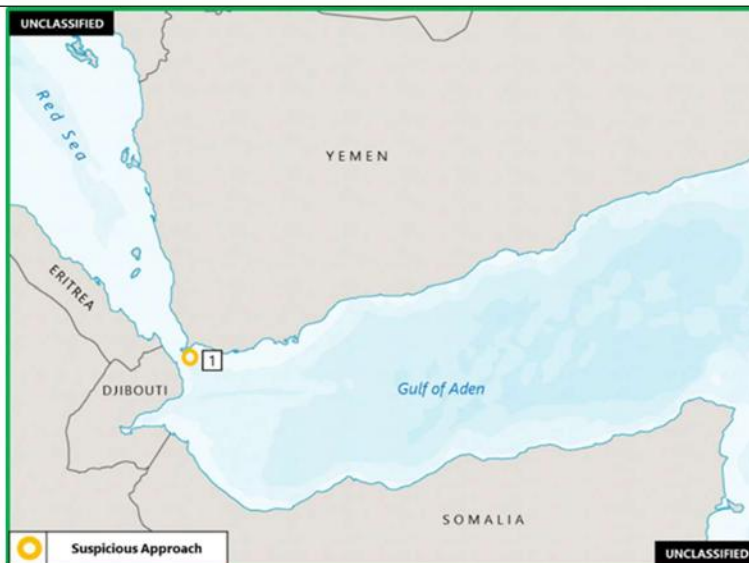 UNCLASSIFIED
Red Sea
YEMEN
ERITREA
1
DJIBOUTI
Gulf of Aden
SOMALIA
Suspicious Approach
UNCLASSIFIED